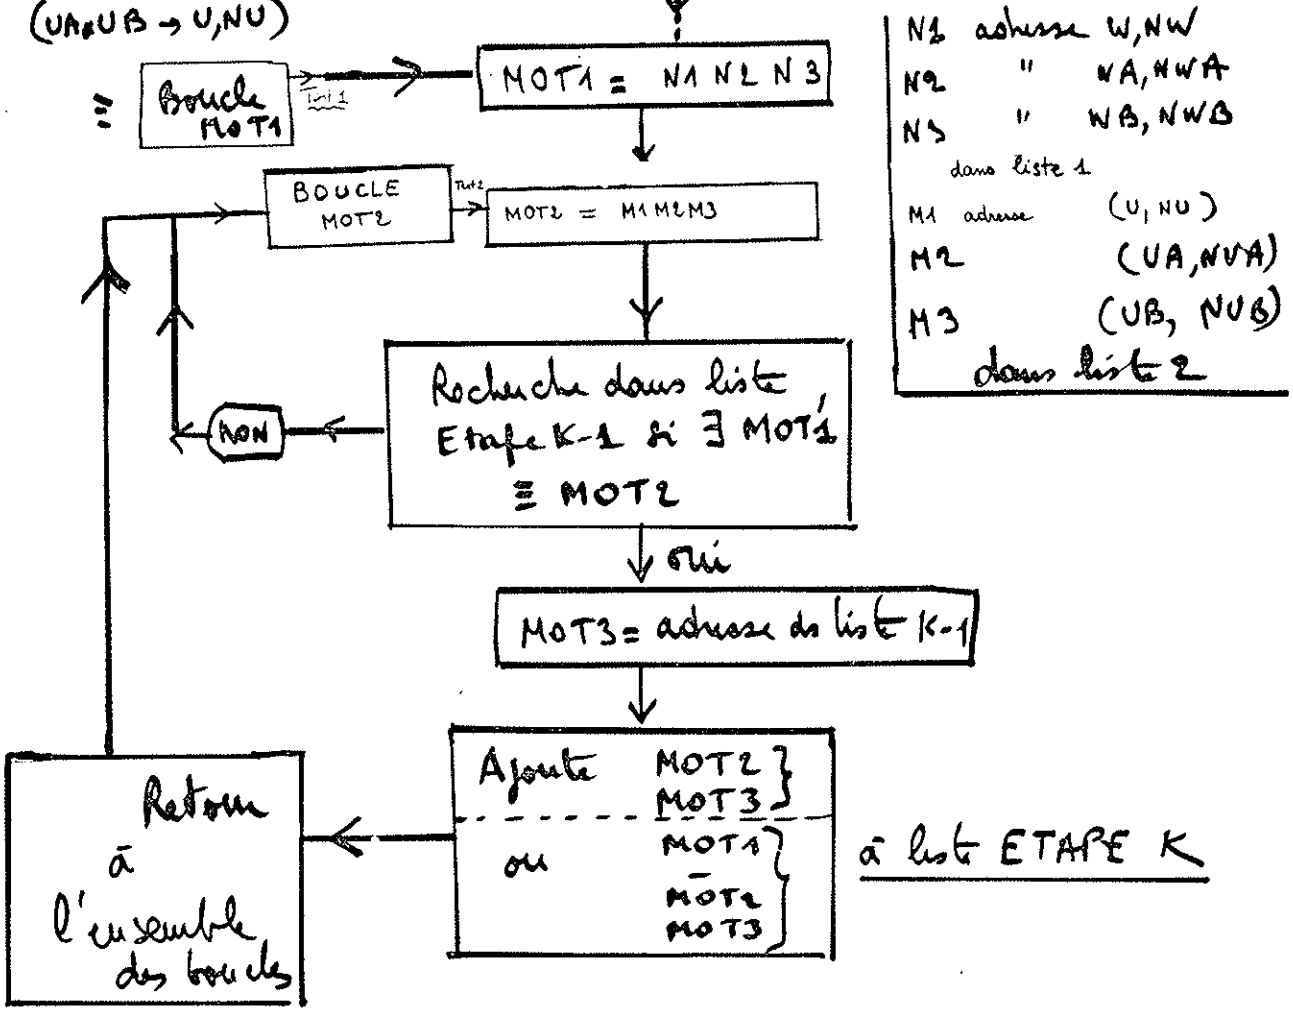 (UA*UB → U,NU)
Boucle
MOT1
MOT1 = N1 N2 N3
N1 adresse W,NW
N2 " WA,NWA
N3 " WB,NWB
dans liste 1
M1 adresse (U,NU)
M2 (UA,NUA)
M3 (UB, NUB)
dans liste 2
BOUCLE
MOT2
MOT2 = M1M2M3
Recherche dans liste
Etape K-1 si ∃ MOT1
≡ MOT2
NON
oui
MOT3 = adresse ds liste K-1
Ajoute MOT2 }
MOT3
ou MOT1 }
MOT2
MOT3
à liste ETAPE K
Retour
à
l'ensemble
des boucles